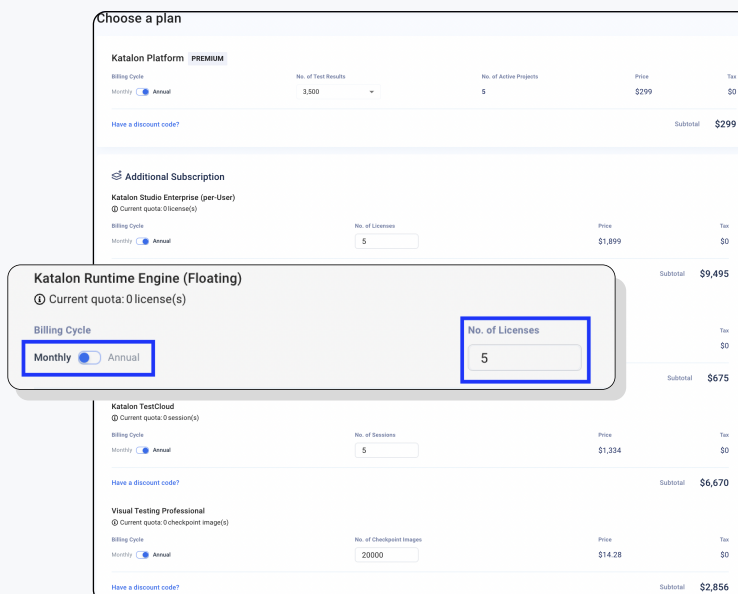 Choose a plan
Katalon Platform PREMIUM
Billing Cycle No. of Test Results No. of Active Projects Price Tax
Monthly Annual 3,500 5 $299 $0
Have a discount code? Subtotal $299
Additional Subscription
Katalon Studio Enterprise (per-User)
Current quota: 0 license(s)
Billing Cycle No. of Licenses Price Tax
Monthly Annual 5 $1,899 $0
Subtotal $9,495
Katalon Runtime Engine (Floating)
Current quota: 0 license(s)
Billing Cycle No. of Licenses Tax
Monthly Annual 5 $0
Subtotal $675
Katalon TestCloud
Current quota: 0 session(s)
Billing Cycle No. of Sessions Price Tax
Monthly Annual 5 $1,334 $0
Have a discount code? Subtotal $6,670
Visual Testing Professional
Current quota: 0 checkpoint image(s)
Billing Cycle No. of Checkpoint Images Price Tax
Monthly Annual 20000 $14.28 $0
Have a discount code? Subtotal $2,856